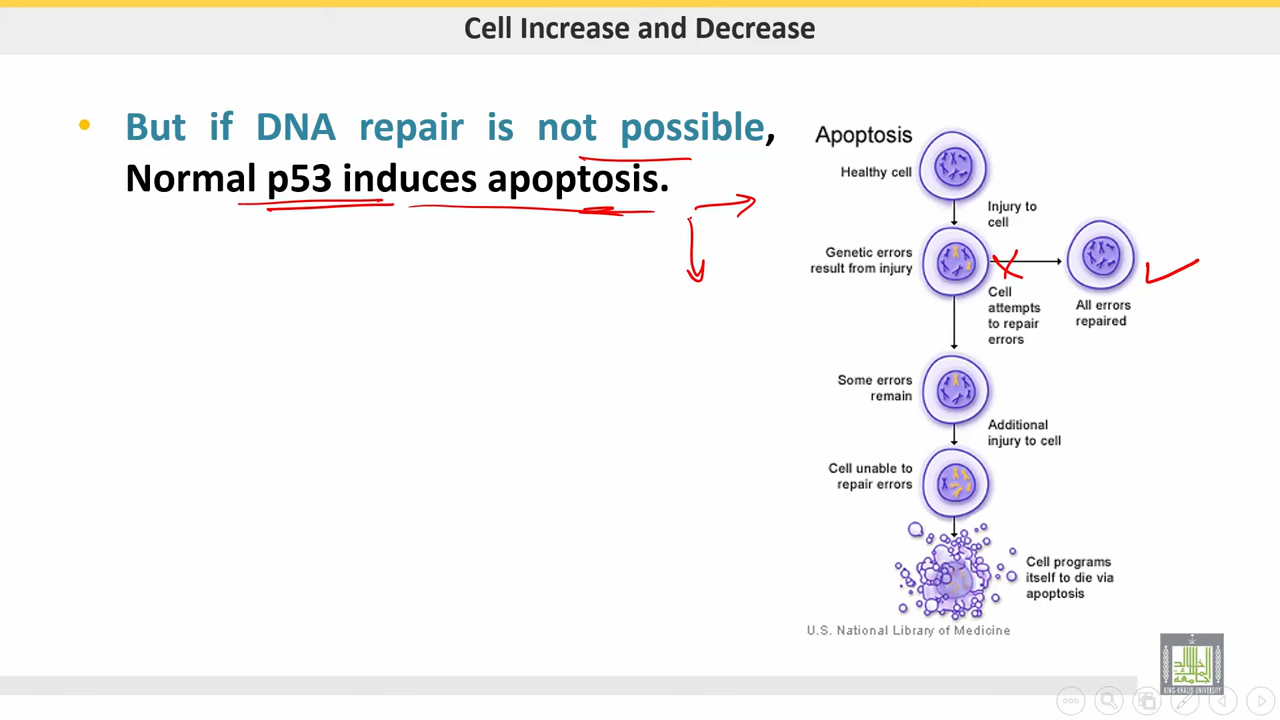 Cell Increase and Decrease
• But if DNA repair is not possible,
Normal p53 induces apoptosis.
Apoptosis
Healthy cell
Injury to
cell
Genetic errors
result from injury
Cell
attempts
to repair
errors
All errors
repaired
Some errors
remain
Additional
injury to cell
Cell unable to
repair errors
Cell programs
itself to die via
apoptosis
U.S. National Library of Medicine
KING KHALID UNIVERSITY